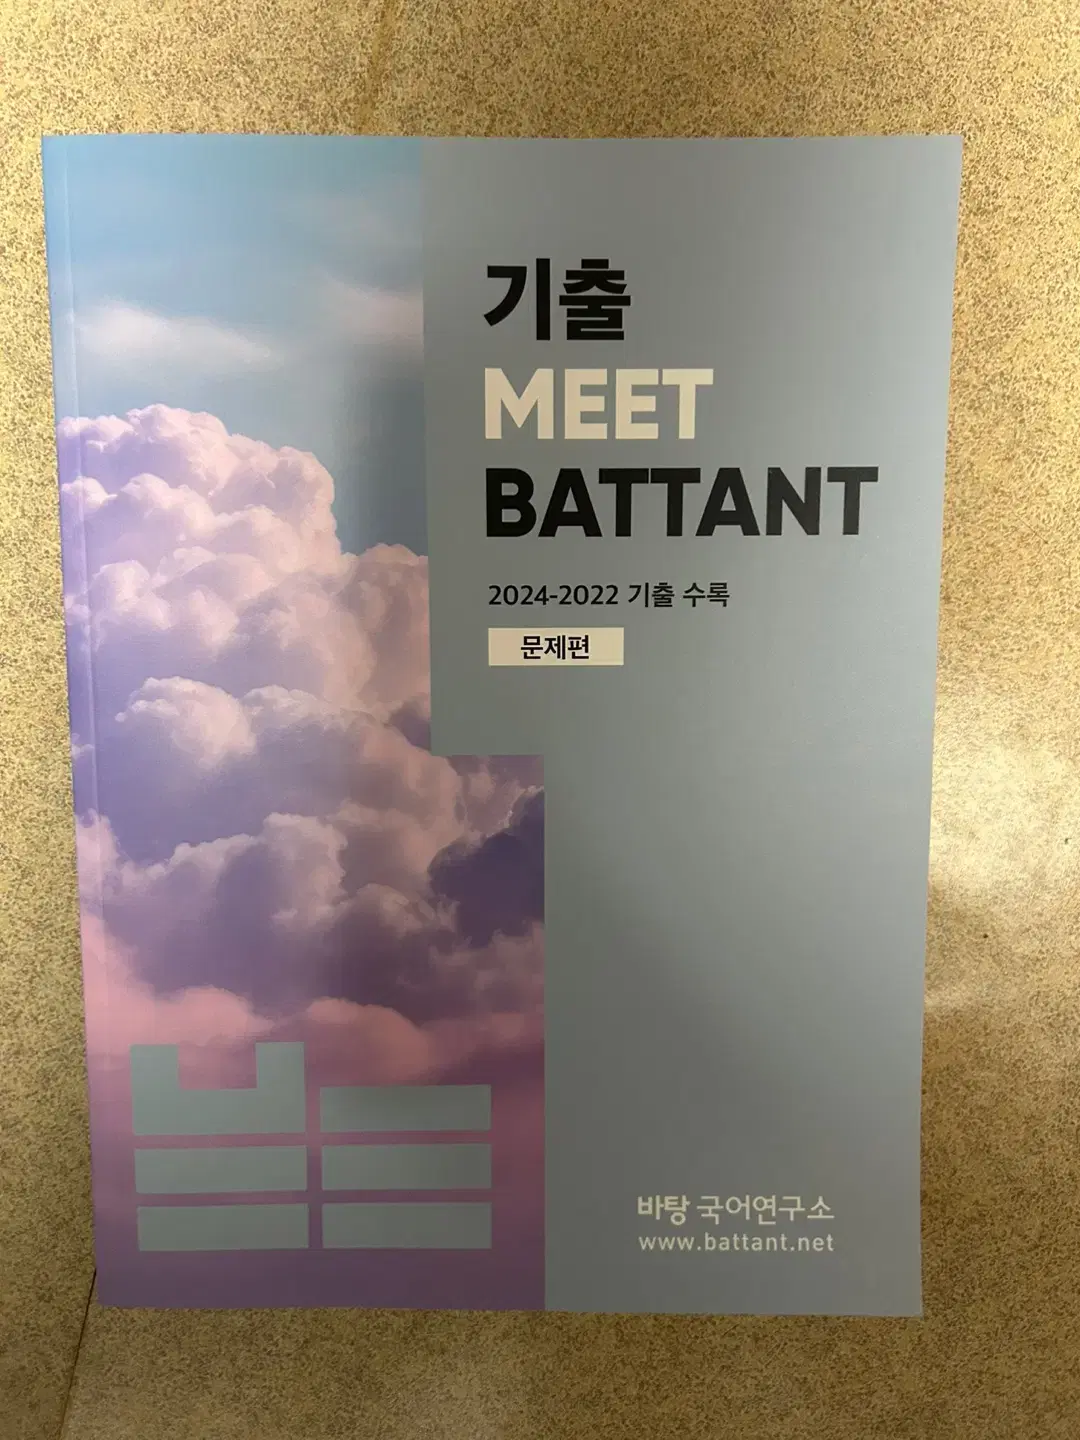 기출
MEET
BATTANT
2024-2022 기출 수록
문제편
바탕 국어연구소
www.battant.net